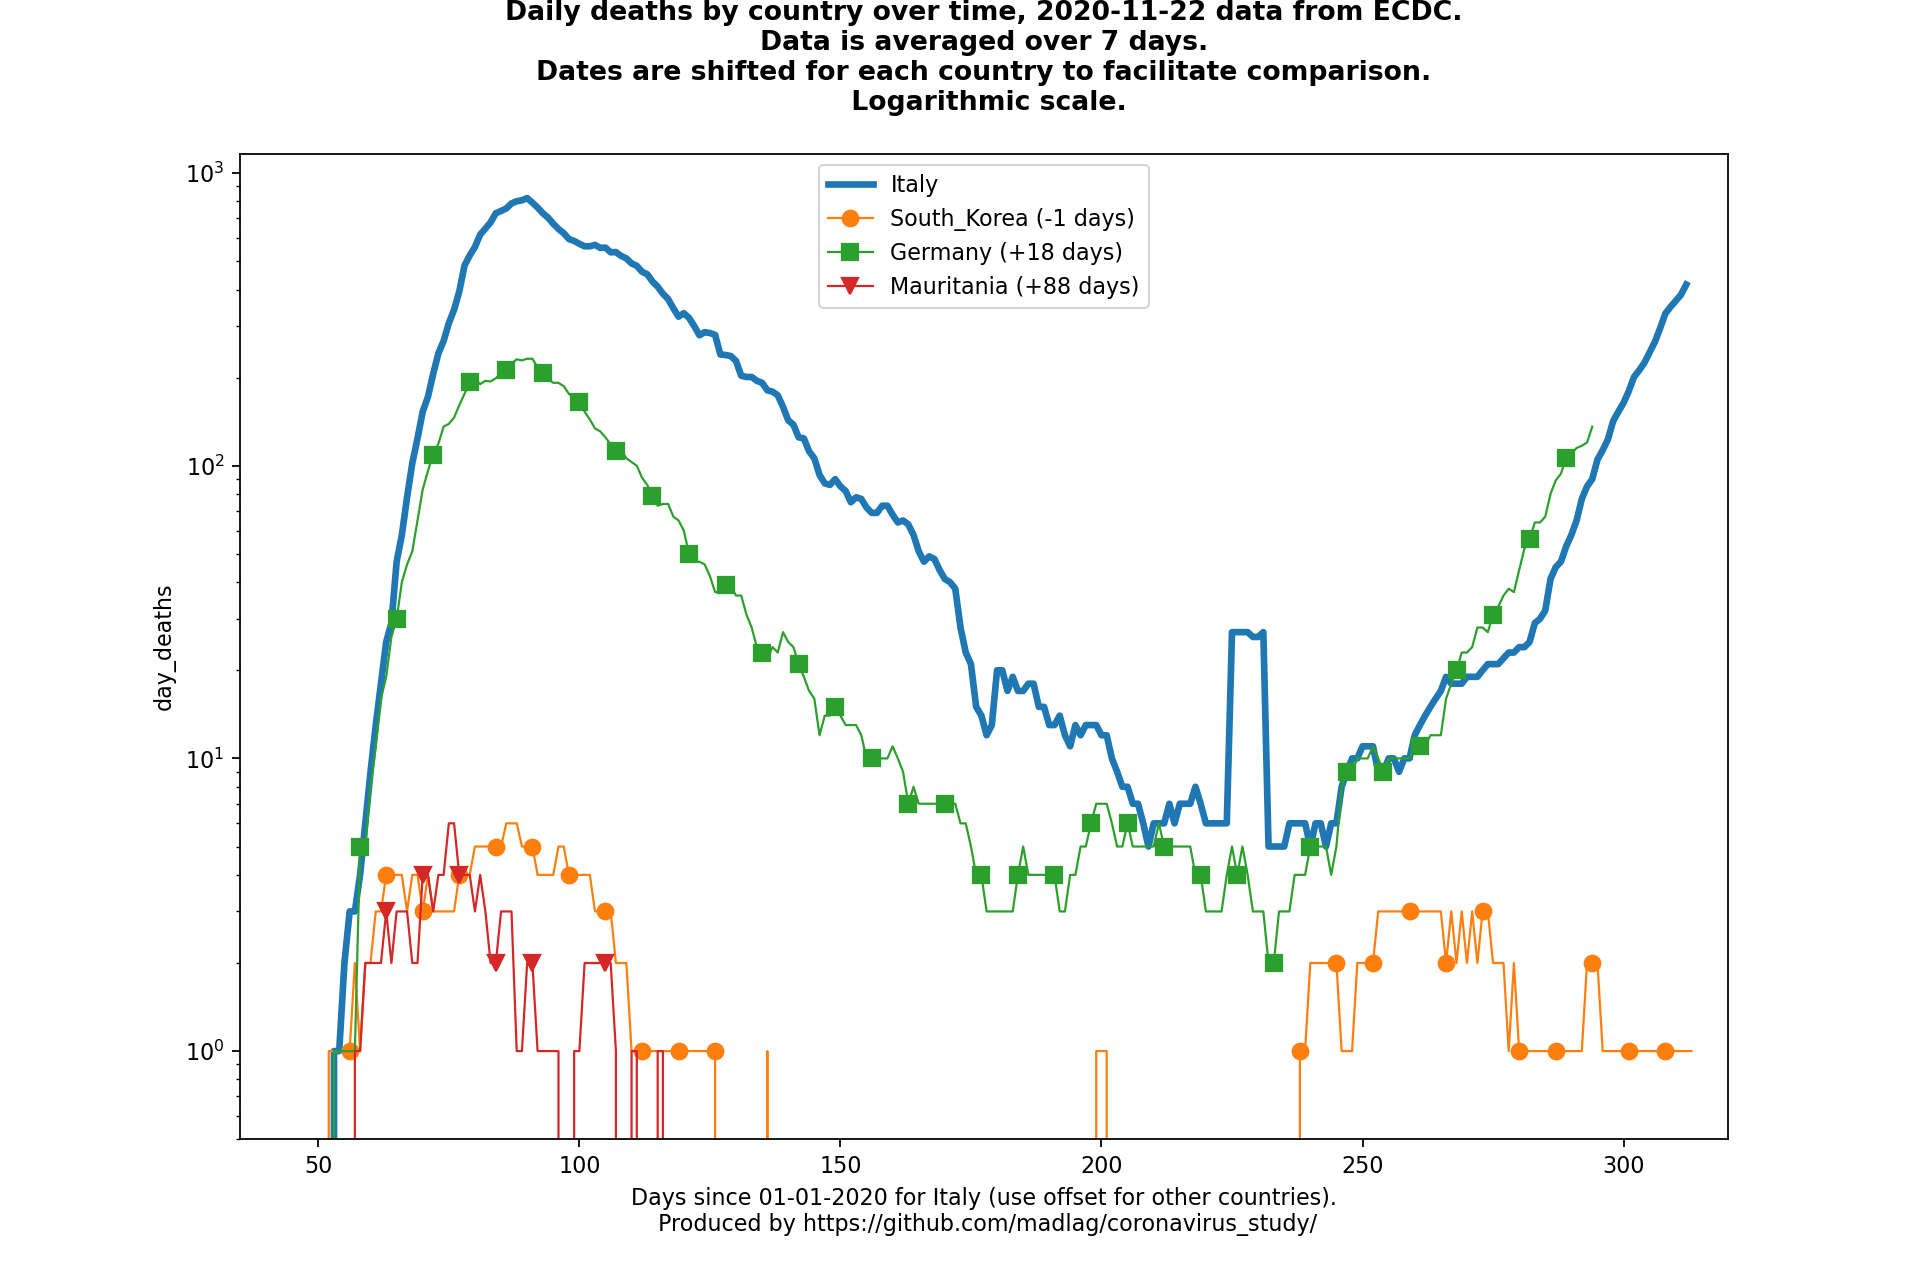 Daily deaths by country over time, 2020-11-22 data from ECDC.
Data is averaged over 7 days.
Dates are shifted for each country to facilitate comparison.
Logarithmic scale.
10³
10²
10¹
10⁰
day_deaths
Italy
South_Korea (-1 days)
Germany (+18 days)
Mauritania (+88 days)
50 100 150 200 250 300
Days since 01-01-2020 for Italy (use offset for other countries).
Produced by https://github.com/madlag/coronavirus_study/